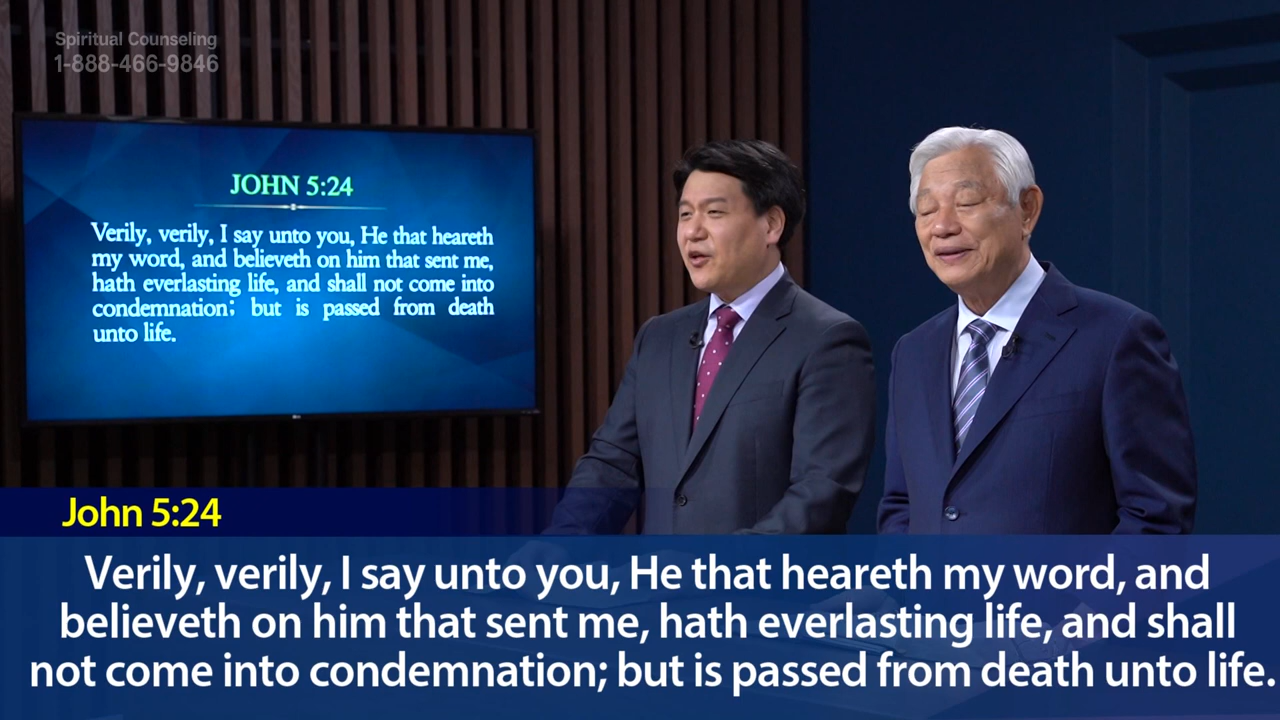 Spiritual Counseling
1-888-466-9846
JOHN 5:24
Verily, verily, I say unto you, He that heareth
my word, and believeth on him that sent me,
hath everlasting life, and shall not come into
condemnation; but is passed from death
unto life.
John 5:24
Verily, verily, I say unto you, He that heareth my word, and
believeth on him that sent me, hath everlasting life, and shall
not come into condemnation; but is passed from death unto life.